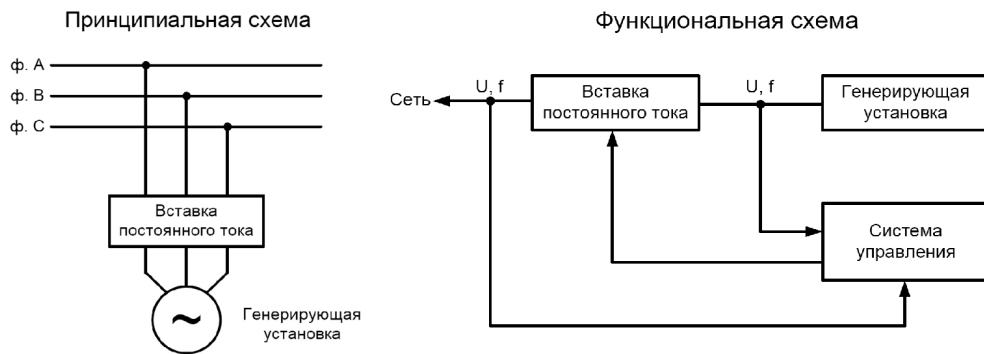 Принципиальная схема
ф. А
ф. В
ф. С
Вставка
постоянного тока
~
Генерирующая
установка
Функциональная схема
Сеть
U, f
Вставка
постоянного тока
U, f
Генерирующая
установка
Система
управления